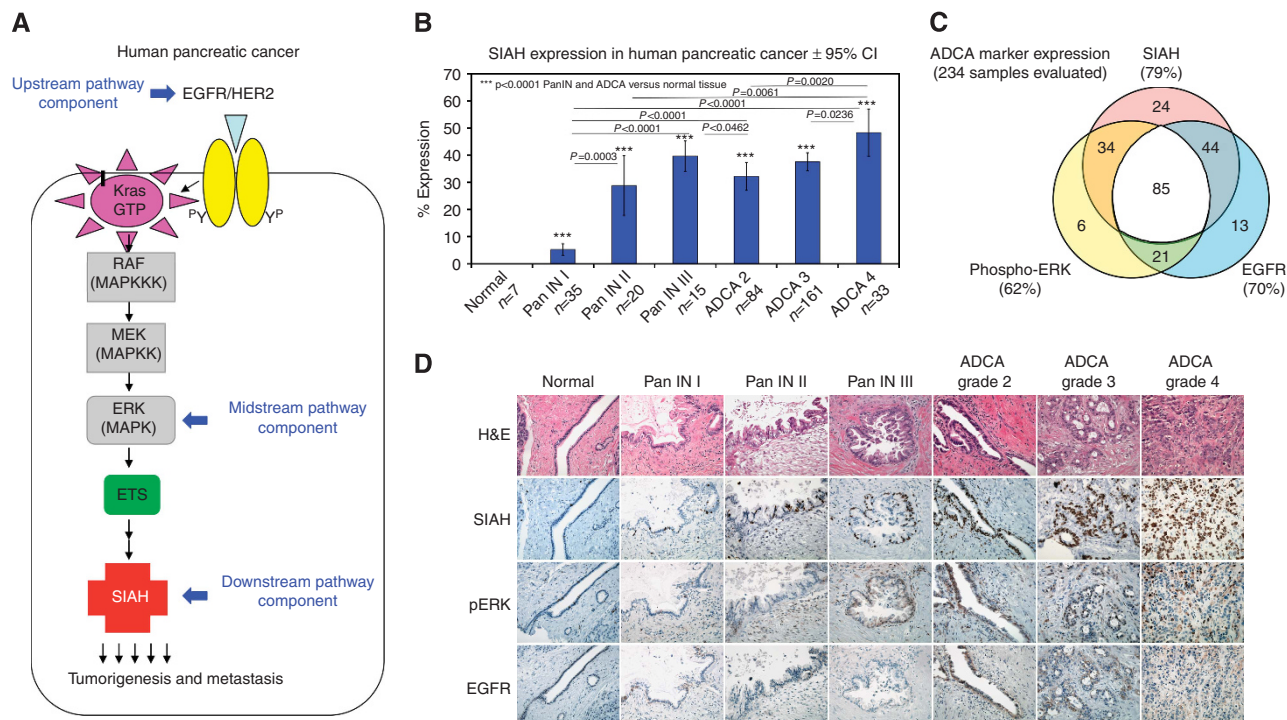 A
Human pancreatic cancer
Upstream pathway
component
EGFR/HER2
Kras
GTP
PY
YP
RAF
(MAPKKK)
MEK
(MAPKK)
ERK
(MAPK)
Midstream pathway
component
ETS
SIAH
Downstream pathway
component
Tumorigenesis and metastasis
B
SIAH expression in human pancreatic cancer ± 95% CI
*** p<0.0001 PanIN and ADCA versus normal tissue
% Expression
70
60
50
40
30
20
10
0
P=0.0020
P=0.0061
P<0.0001
P<0.0001
P<0.0001
P<0.0462
P=0.0236
P=0.0003
***
***
***
***
***
***
Normal
n=7
Pan IN I
n=35
Pan IN II
n=20
Pan IN III
n=15
ADCA 2
n=84
ADCA 3
n=161
ADCA 4
n=33
C
ADCA marker expression
(234 samples evaluated)
SIAH
(79%)
24
34
44
85
6
13
21
Phospho-ERK
(62%)
EGFR
(70%)
D
Normal
Pan IN I
Pan IN II
Pan IN III
ADCA
grade 2
ADCA
grade 3
ADCA
grade 4
H&E
SIAH
pERK
EGFR